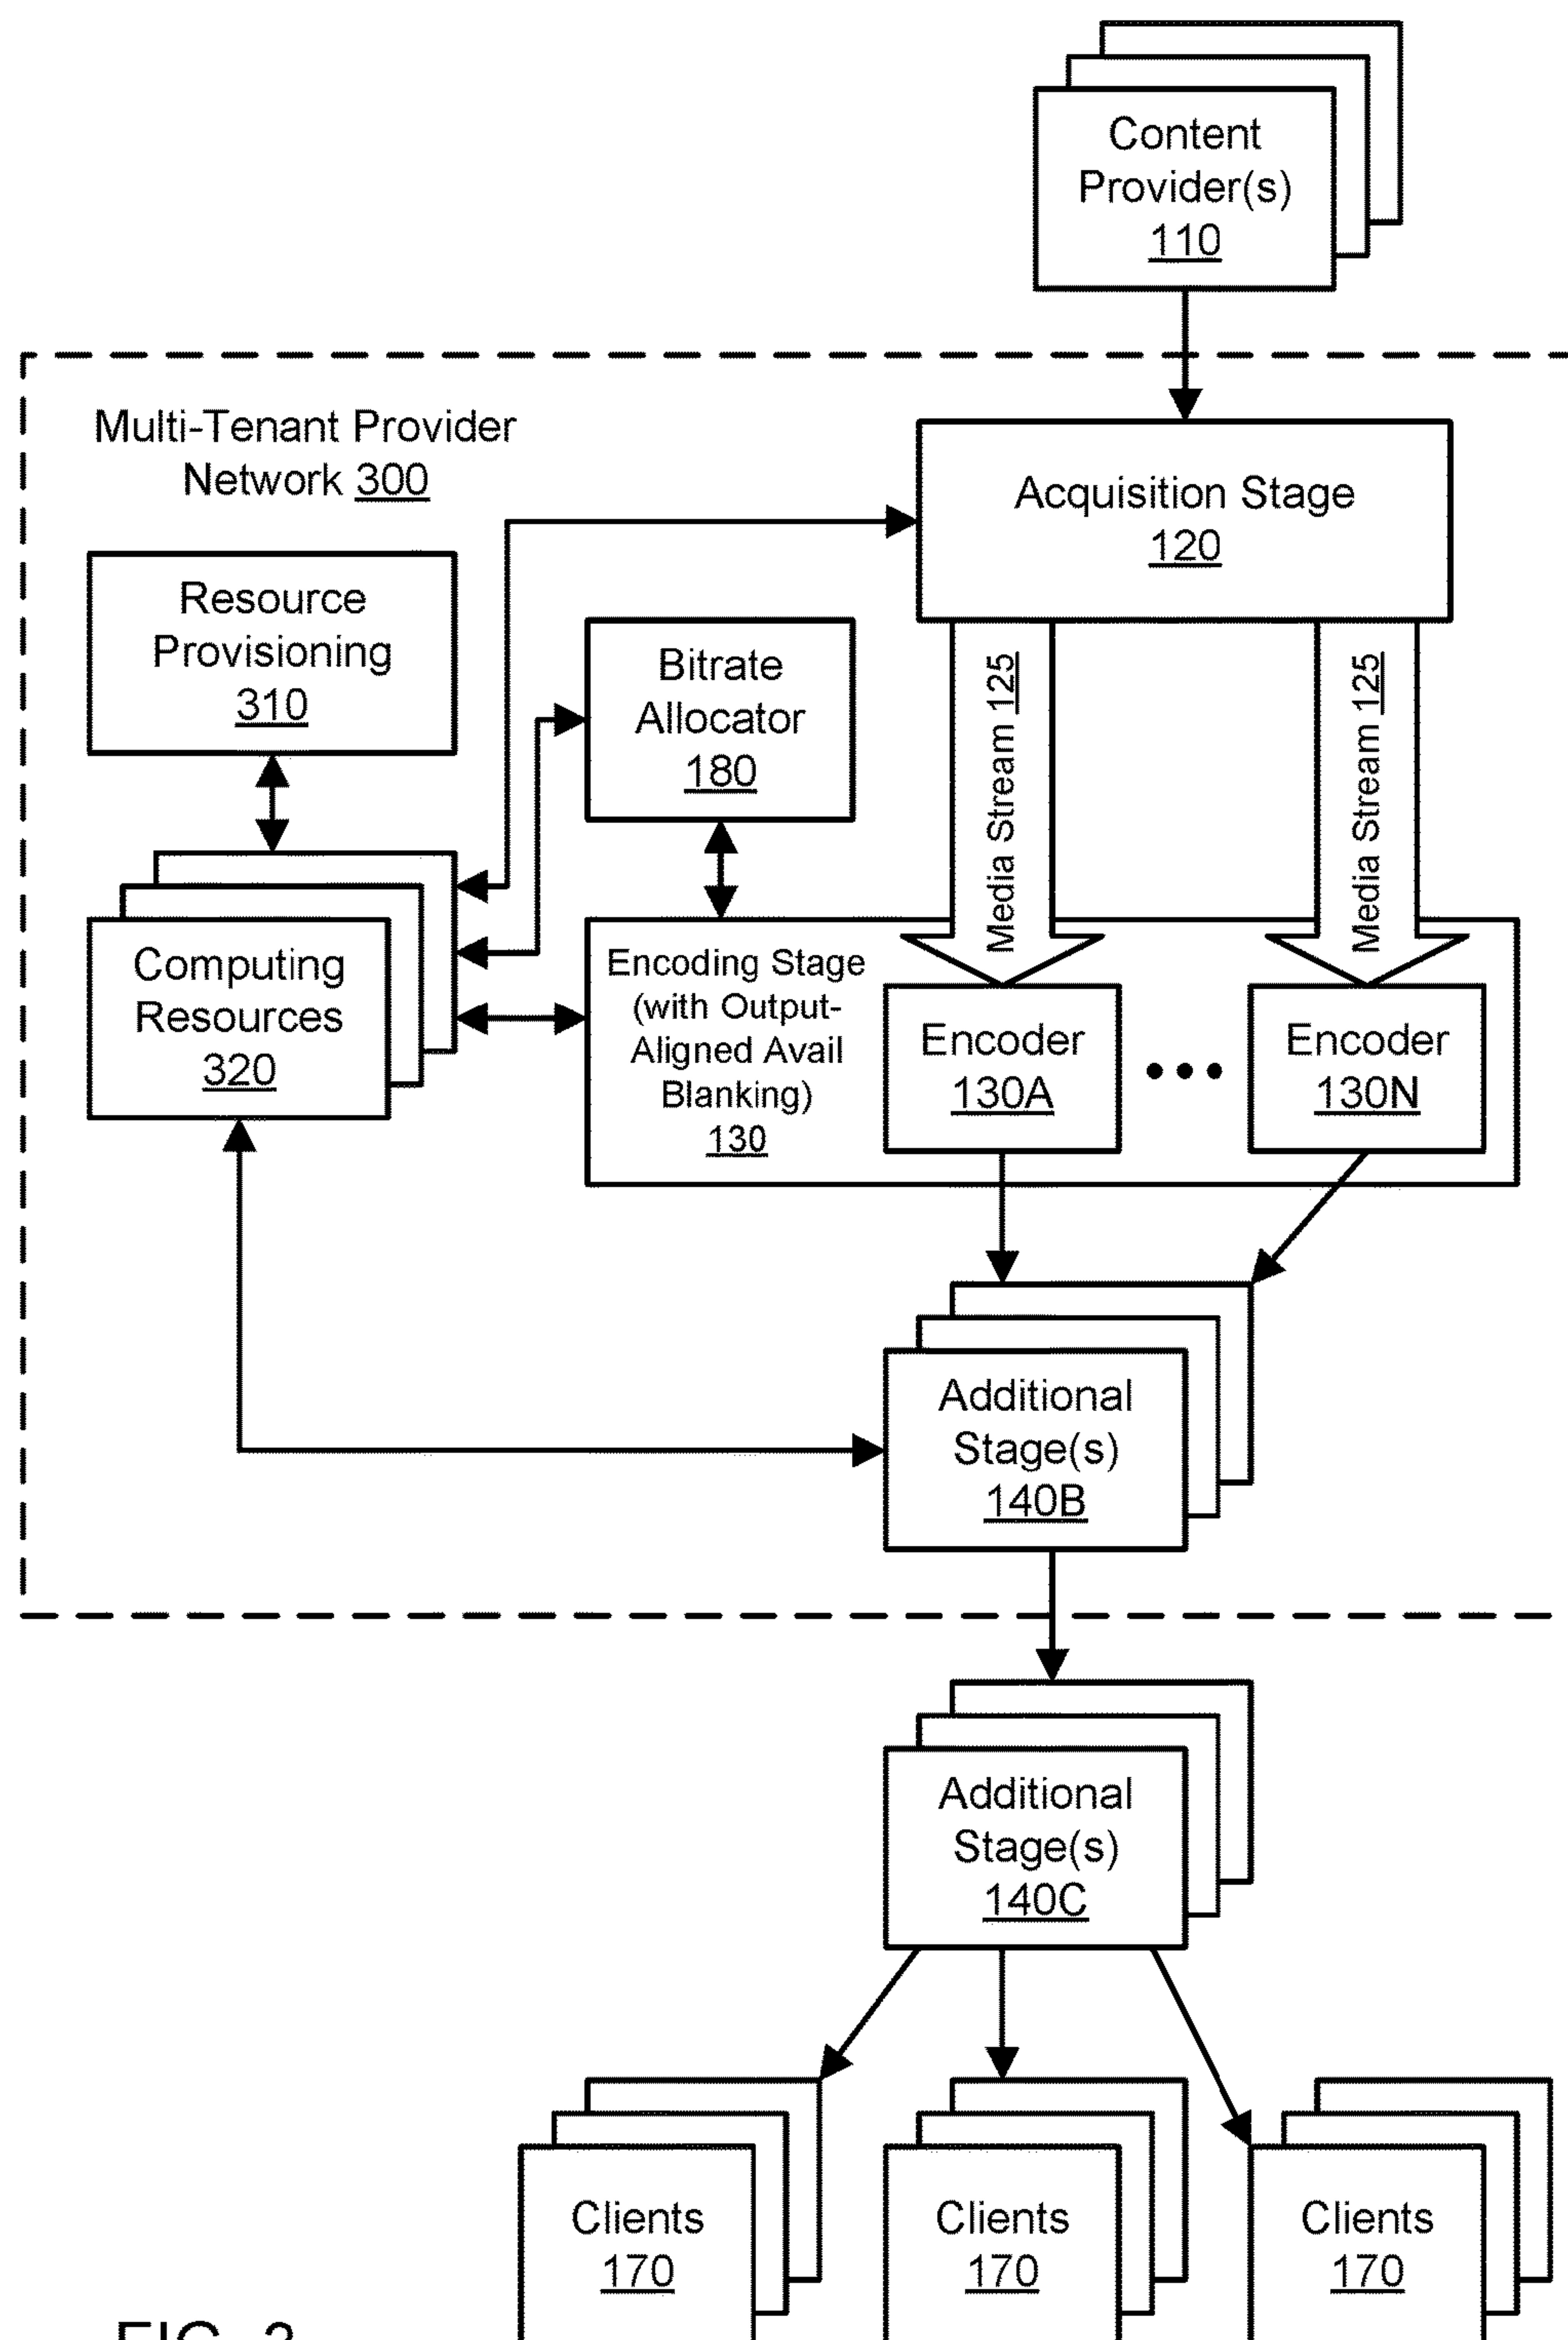 Content
Provider(s)
110
Multi-Tenant Provider
Network 300
Acquisition Stage
120
Resource
Provisioning
310
Bitrate
Allocator
180
Media Stream 125
Media Stream 125
Computing
Resources
320
Encoding Stage
(with Output-
Aligned Avail
Blanking)
130
Encoder
130A
Encoder
130N
Additional
Stage(s)
140B
Additional
Stage(s)
140C
Clients
170
Clients
170
Clients
170
FIG.